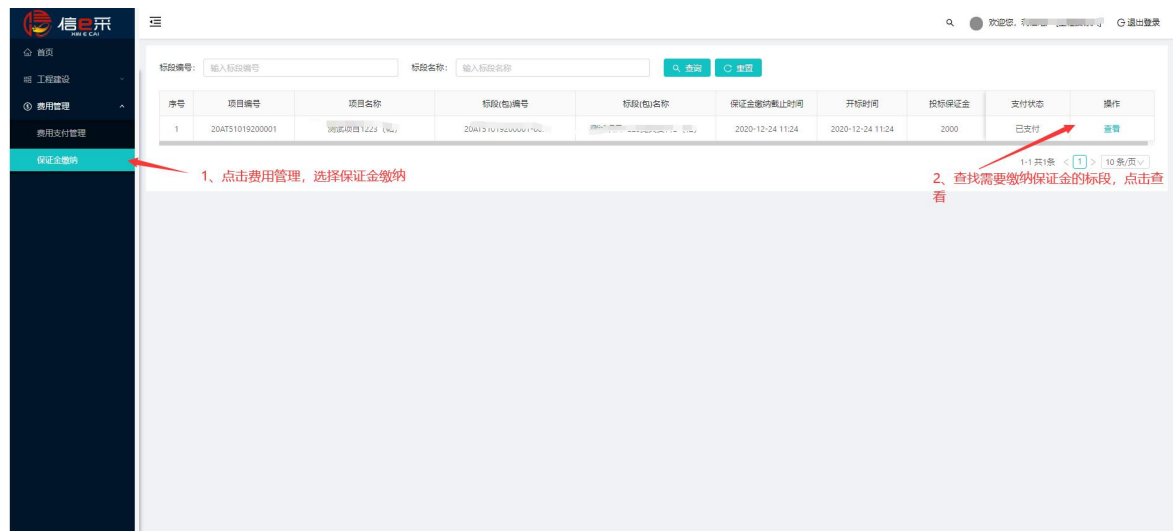 信e采
XIN E CAI
欢迎您,
退出登录
首页
工程建设
费用管理
费用支付管理
保证金缴纳
标段编号: 输入标段编号 标段名称: 输入标段名称 查询 重置
序号 项目编号 项目名称 标段(包)编号 标段(包)名称 保证金缴纳截止时间 开标时间 投标保证金 支付状态 操作
1 20AT51019200001 测试项目1223 2020-12-24 11:24 2020-12-24 11:24 2000 已支付 查看
1-1 共1条 < 1 > 10 条/页
1、点击费用管理，选择保证金缴纳
2、查找需要缴纳保证金的标段，点击查
看